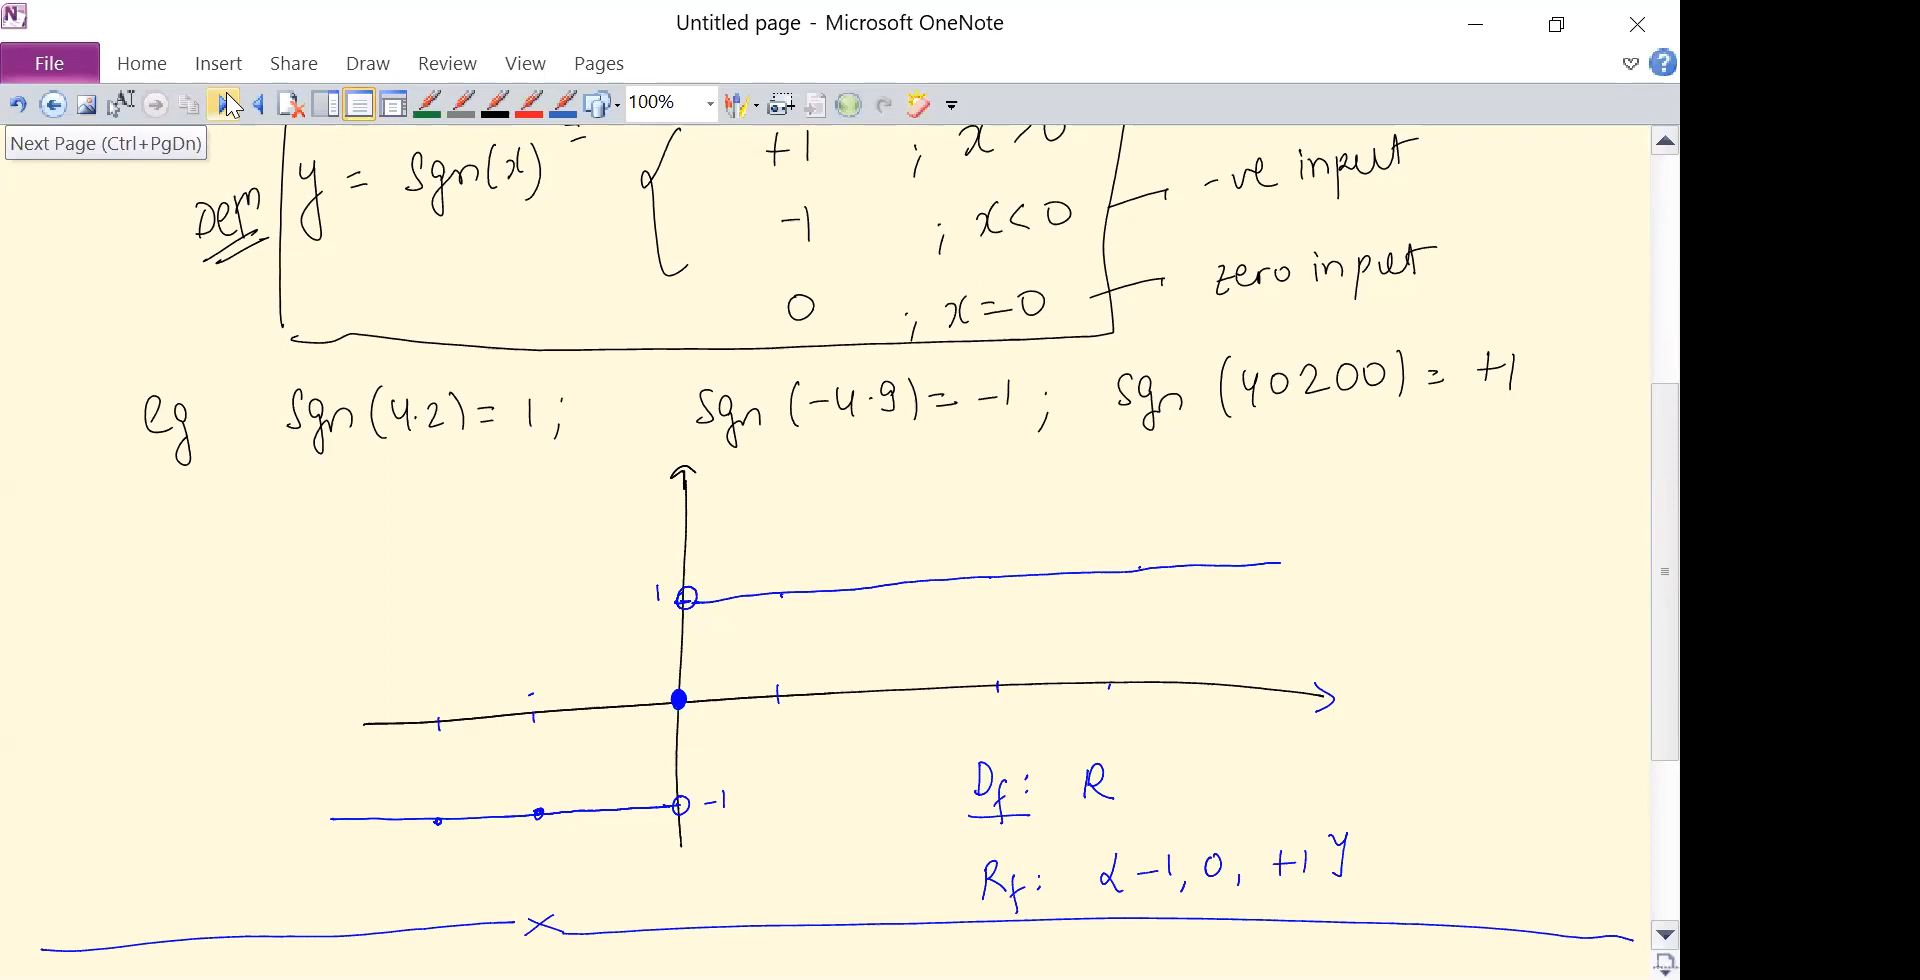 Untitled page - Microsoft OneNote
File Home Insert Share Draw Review View Pages
100%
Next Page (Ctrl+PgDn)
Defn y = Sgn(x) = { +1 ; x > 0
-ve input
-1 ; x < 0
zero input
0 ; x = 0
eg Sgn(4.2) = 1 ; Sgn(-4.9) = -1 ; Sgn(40200) = +1
1
-1
Df : R
Rf : {-1, 0, +1}